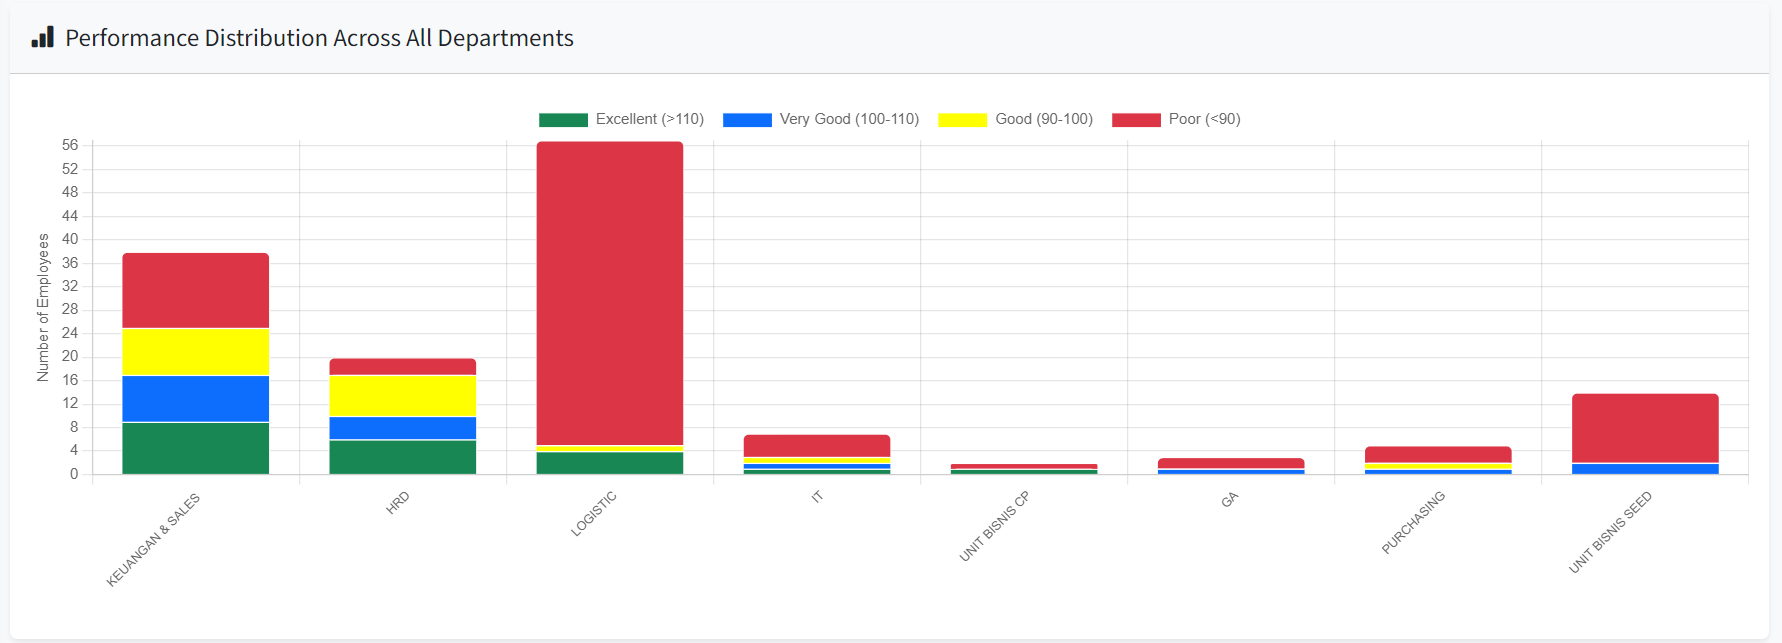 Performance Distribution Across All Departments
Excellent (>110) Very Good (100-110) Good (90-100) Poor (<90)
Number of Employees
56
52
48
44
40
36
32
28
24
20
16
12
8
4
0
KEUANGAN & SALES
HRD
LOGISTIC
IT
UNIT BISNIS CP
GA
PURCHASING
UNIT BISNIS SEED